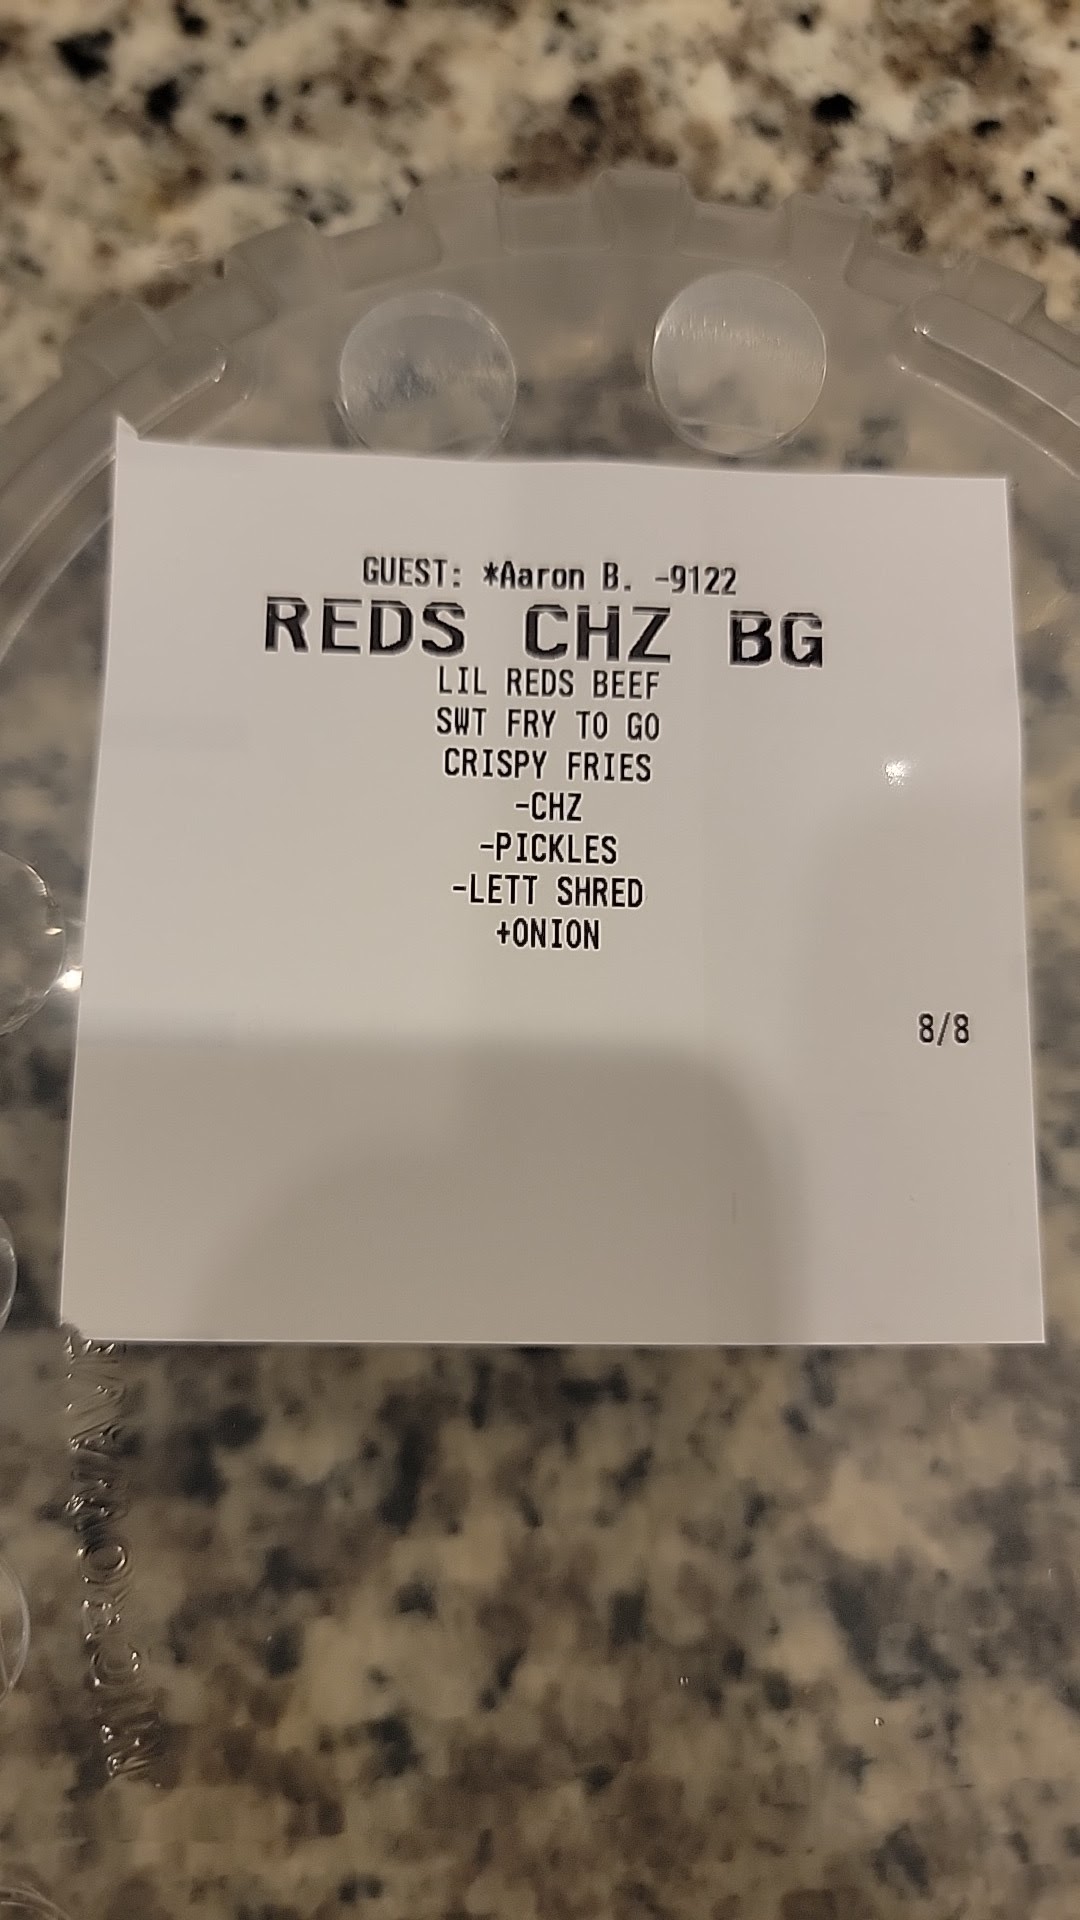 GUEST: *Aaron B. -9122
REDS CHZ BG
LIL REDS BEEF
SWT FRY TO GO
CRISPY FRIES
-CHZ
-PICKLES
-LETT SHRED
+ONION
8/8
MICROWAVE